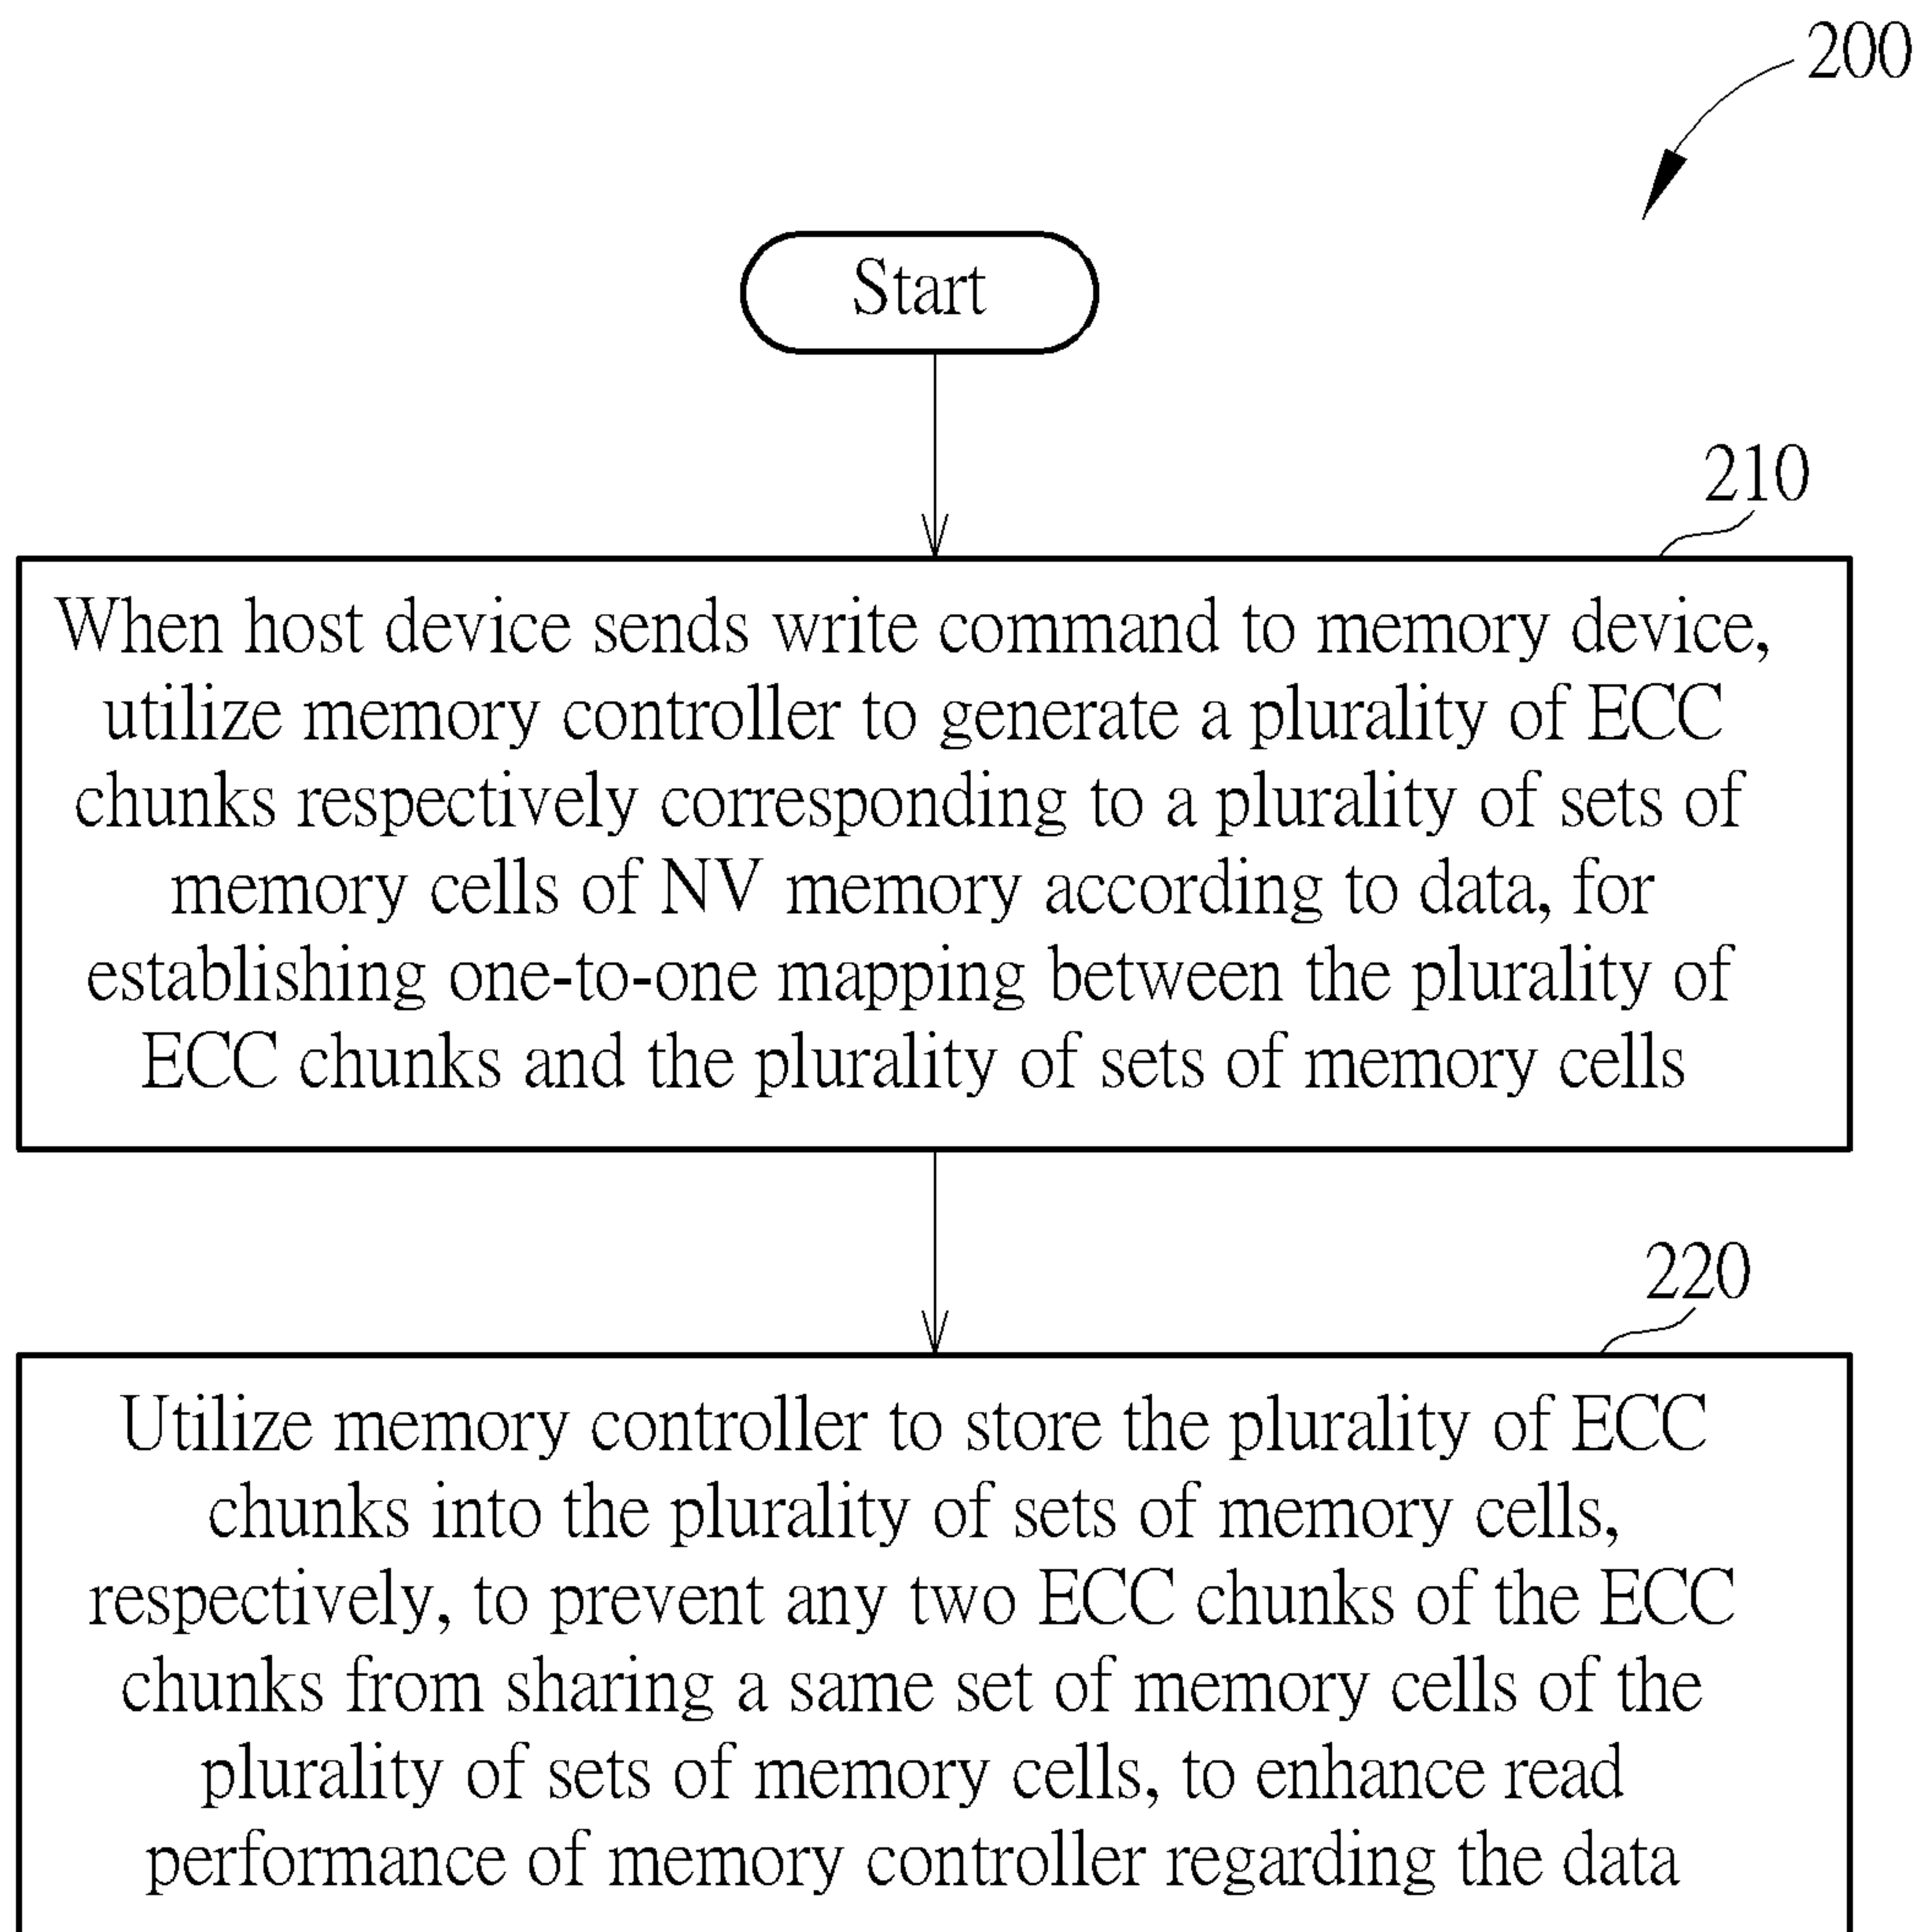 200
Start
210
When host device sends write command to memory device,
utilize memory controller to generate a plurality of ECC
chunks respectively corresponding to a plurality of sets of
memory cells of NV memory according to data, for
establishing one-to-one mapping between the plurality of
ECC chunks and the plurality of sets of memory cells
220
Utilize memory controller to store the plurality of ECC
chunks into the plurality of sets of memory cells,
respectively, to prevent any two ECC chunks of the ECC
chunks from sharing a same set of memory cells of the
plurality of sets of memory cells, to enhance read
performance of memory controller regarding the data